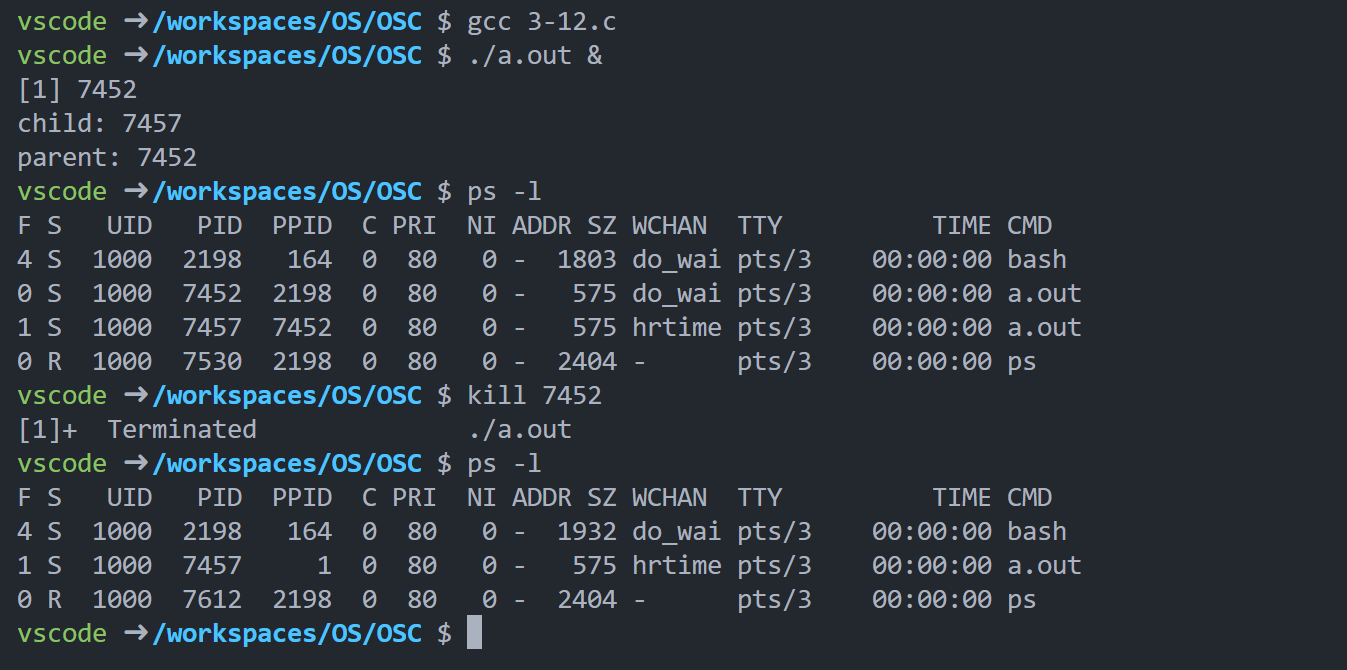 vscode ➜/workspaces/OS/OSC $ gcc 3-12.c
vscode ➜/workspaces/OS/OSC $ ./a.out &
[1] 7452
child: 7457
parent: 7452
vscode ➜/workspaces/OS/OSC $ ps -l
F S   UID   PID  PPID  C PRI  NI ADDR SZ WCHAN  TTY          TIME CMD
4 S  1000  2198   164  0  80   0 -  1803 do_wai pts/3    00:00:00 bash
0 S  1000  7452  2198  0  80   0 -   575 do_wai pts/3    00:00:00 a.out
1 S  1000  7457  7452  0  80   0 -   575 hrtime pts/3    00:00:00 a.out
0 R  1000  7530  2198  0  80   0 -  2404 -      pts/3    00:00:00 ps
vscode ➜/workspaces/OS/OSC $ kill 7452
[1]+  Terminated              ./a.out
vscode ➜/workspaces/OS/OSC $ ps -l
F S   UID   PID  PPID  C PRI  NI ADDR SZ WCHAN  TTY          TIME CMD
4 S  1000  2198   164  0  80   0 -  1932 do_wai pts/3    00:00:00 bash
1 S  1000  7457     1  0  80   0 -   575 hrtime pts/3    00:00:00 a.out
0 R  1000  7612  2198  0  80   0 -  2404 -      pts/3    00:00:00 ps
vscode ➜/workspaces/OS/OSC $